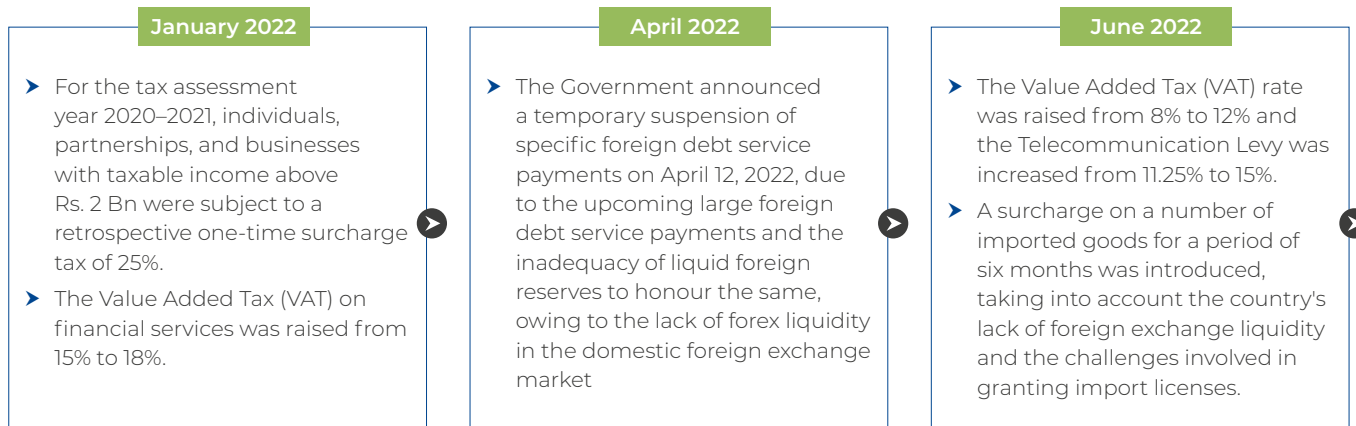 January 2022
For the tax assessment
year 2020–2021, individuals,
partnerships, and businesses
with taxable income above
Rs. 2 Bn were subject to a
retrospective one-time surcharge
tax of 25%.
The Value Added Tax (VAT) on
financial services was raised from
15% to 18%.
April 2022
The Government announced
a temporary suspension of
specific foreign debt service
payments on April 12, 2022, due
to the upcoming large foreign
debt service payments and the
inadequacy of liquid foreign
reserves to honour the same,
owing to the lack of forex liquidity
in the domestic foreign exchange
market
June 2022
The Value Added Tax (VAT) rate
was raised from 8% to 12% and
the Telecommunication Levy was
increased from 11.25% to 15%.
A surcharge on a number of
imported goods for a period of
six months was introduced,
taking into account the country's
lack of foreign exchange liquidity
and the challenges involved in
granting import licenses.